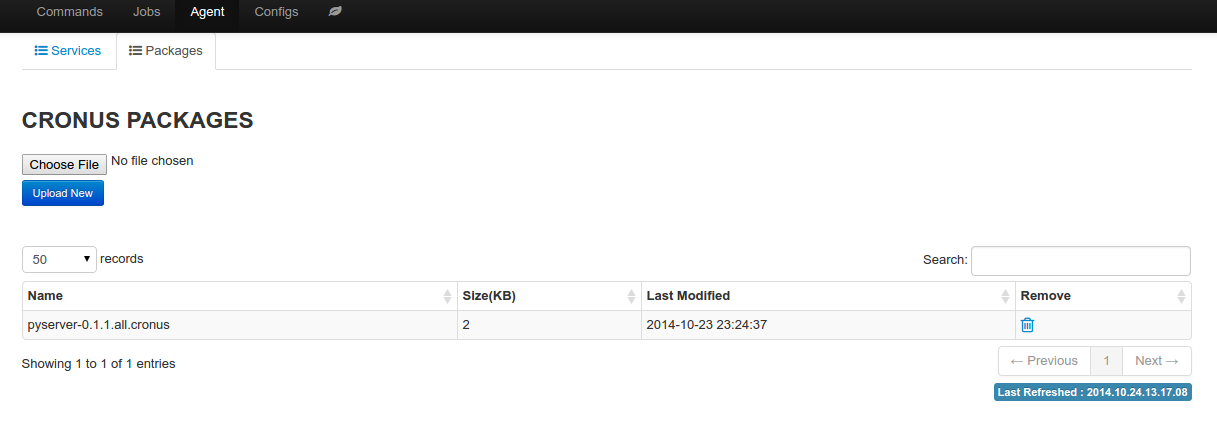 Commands Jobs Agent Configs
Services Packages
CRONUS PACKAGES
Choose File No file chosen
Upload New
50 records Search:
Name Size(KB) Last Modified Remove
pyserver-0.1.1.all.cronus 2 2014-10-23 23:24:37
Showing 1 to 1 of 1 entries ← Previous 1 Next →
Last Refreshed : 2014.10.24.13.17.08